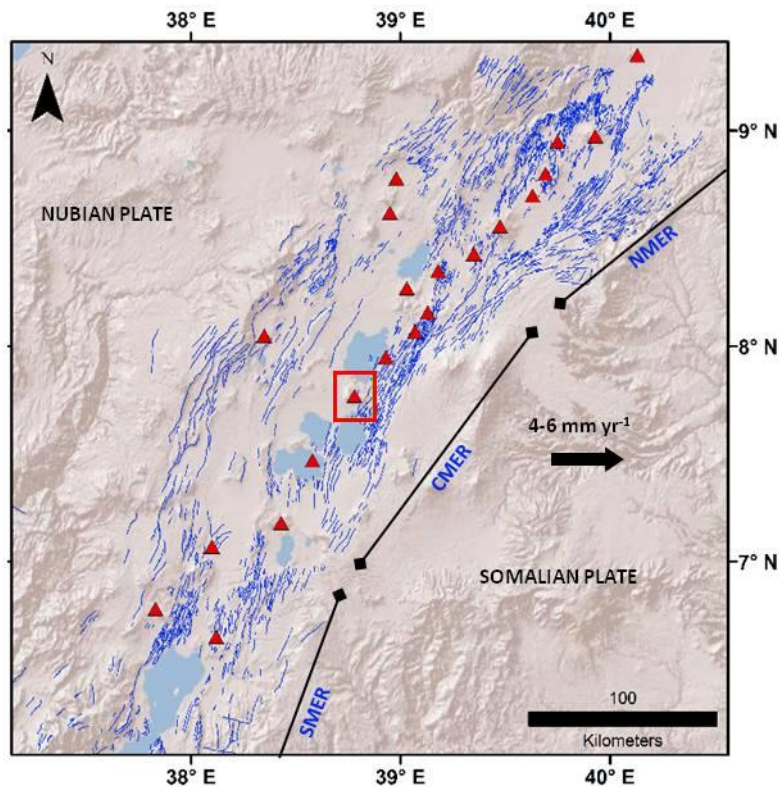 38° E 39° E 40° E
N
9° N
NUBIAN PLATE
NMER
8° N
4-6 mm yr⁻¹
CMER
7° N
SOMALIAN PLATE
SMER
100
Kilometers
38° E 39° E 40° E